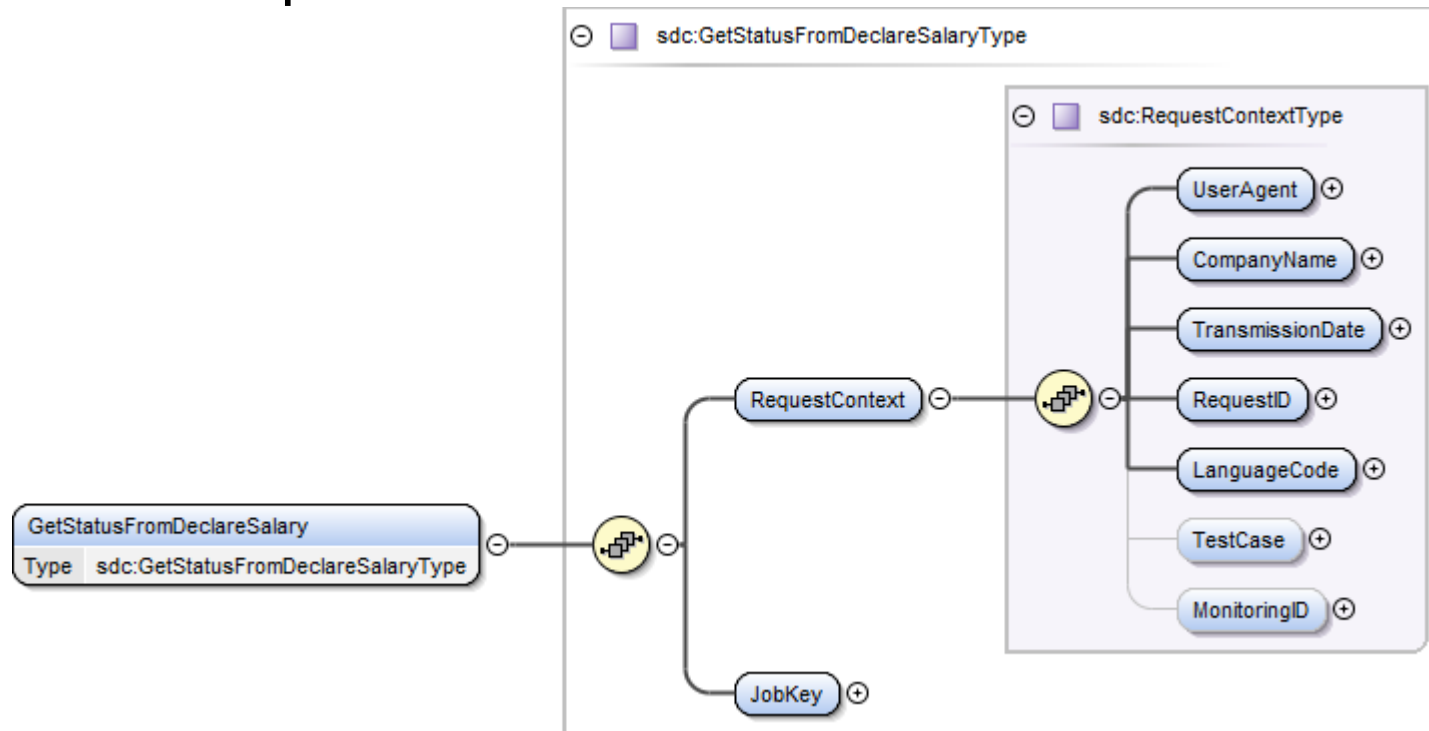 sdc:GetStatusFromDeclareSalaryType
sdc:RequestContextType
UserAgent
CompanyName
TransmissionDate
RequestContext
RequestID
LanguageCode
GetStatusFromDeclareSalary
Type sdc:GetStatusFromDeclareSalaryType
TestCase
MonitoringID
JobKey